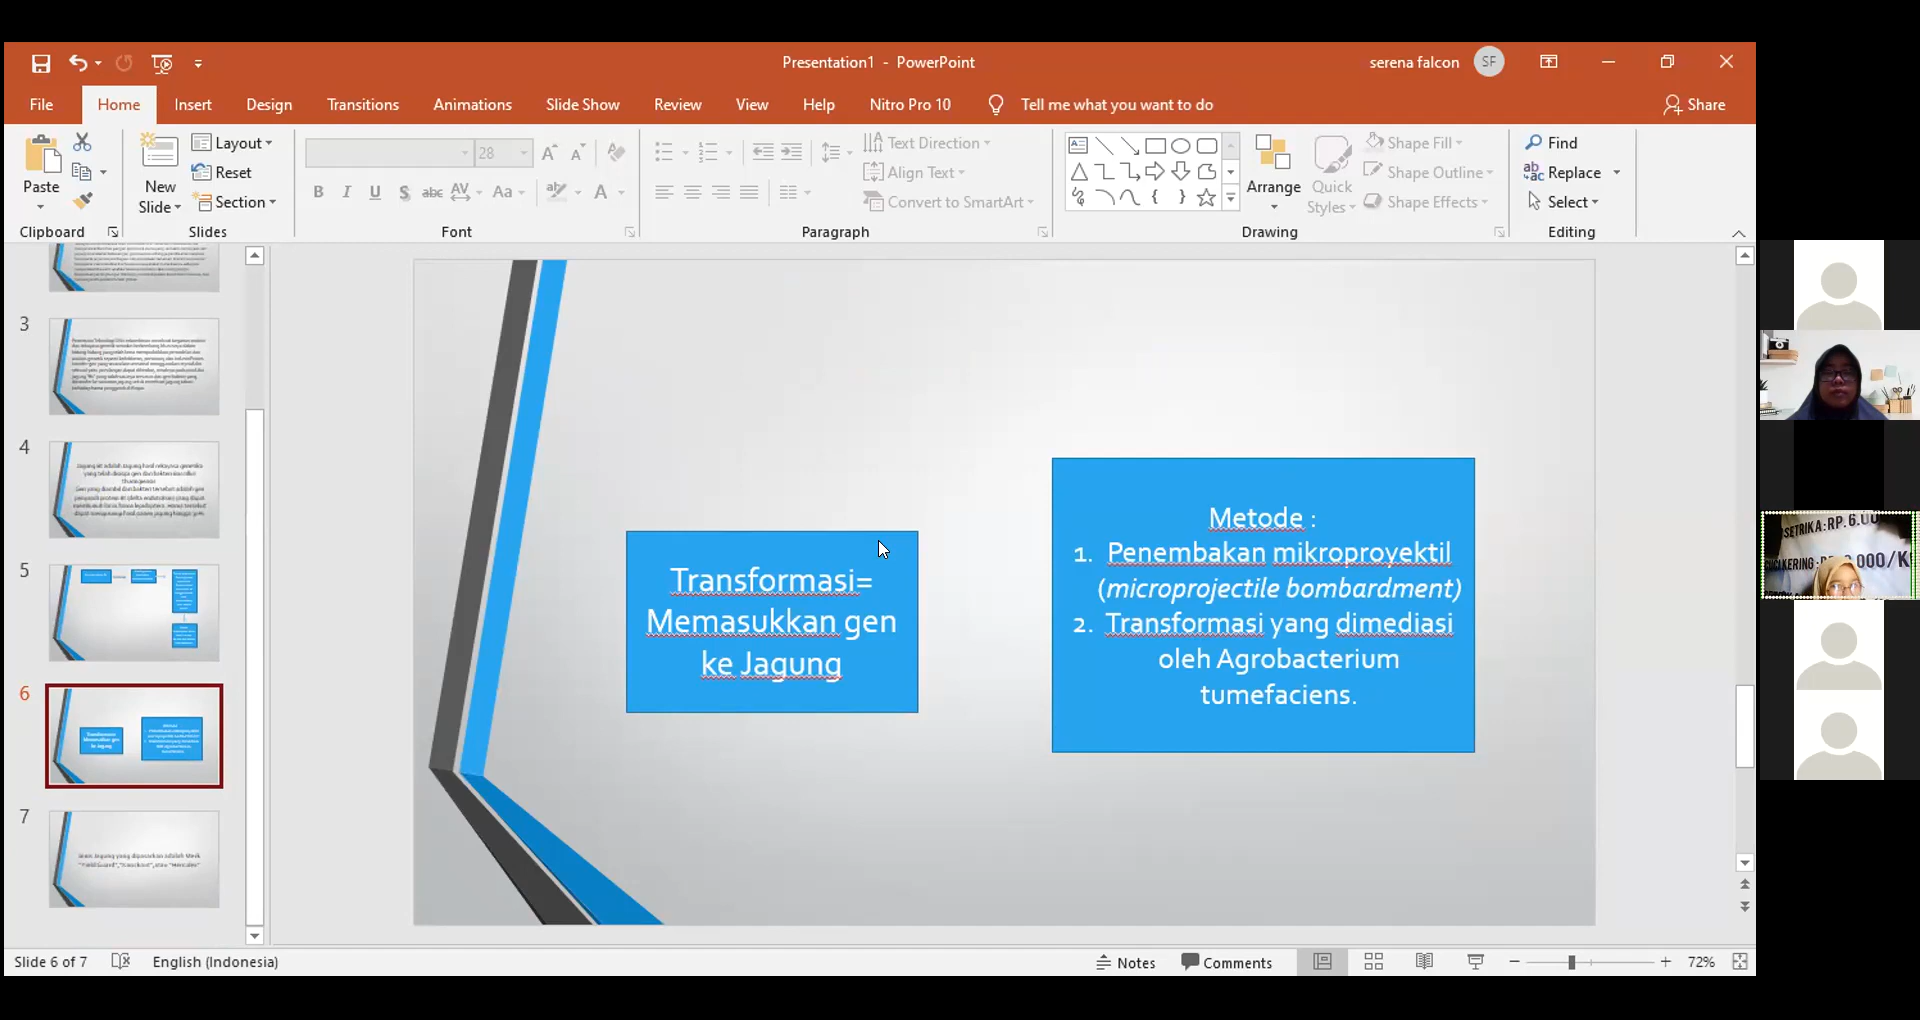 Presentation1 - PowerPoint
serena falcon SF
File Home Insert Design Transitions Animations Slide Show Review View Help Nitro Pro 10 Tell me what you want to do Share
Paste
Clipboard
New Slide
Layout
Reset
Section
Slides
28
B I U S abc AV Aa A
Font
Text Direction
Align Text
Convert to SmartArt
Paragraph
Arrange
Quick Styles
Shape Fill
Shape Outline
Shape Effects
Drawing
Find
Replace
Select
Editing
3
4
5
6
7
Transformasi=
Memasukkan gen
ke Jagung
Metode :
1. Penembakan mikroproyektil
(microprojectile bombardment)
2. Transformasi yang dimediasi
oleh Agrobacterium
tumefaciens.
SETRIKA:RP.6.00
KERING
000/K
Slide 6 of 7 English (Indonesia) Notes Comments 72%